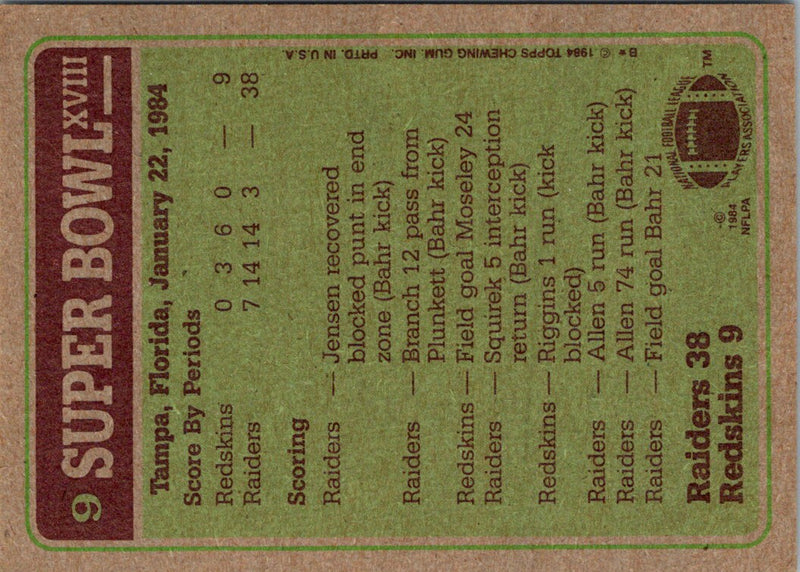 9 SUPER BOWL XVIII
Tampa, Florida, January 22, 1984
Score By Periods
Redskins 0 3 6 0 — 9
Raiders 7 14 14 3 — 38
Scoring
Raiders — Jensen recovered
blocked punt in end
zone (Bahr kick)
Raiders — Branch 12 pass from
Plunkett (Bahr kick)
Redskins — Field goal Moseley 24
Raiders — Squirek 5 interception
return (Bahr kick)
Redskins — Riggins 1 run (kick
blocked)
Raiders — Allen 5 run (Bahr kick)
Raiders — Allen 74 run (Bahr kick)
Raiders — Field goal Bahr 21
Raiders 38
Redskins 9
© 1984 NFLPA
NATIONAL FOOTBALL LEAGUE
PLAYERS ASSOCIATION
™
B* © 1984 TOPPS CHEWING GUM, INC. PRTD. IN U.S.A.